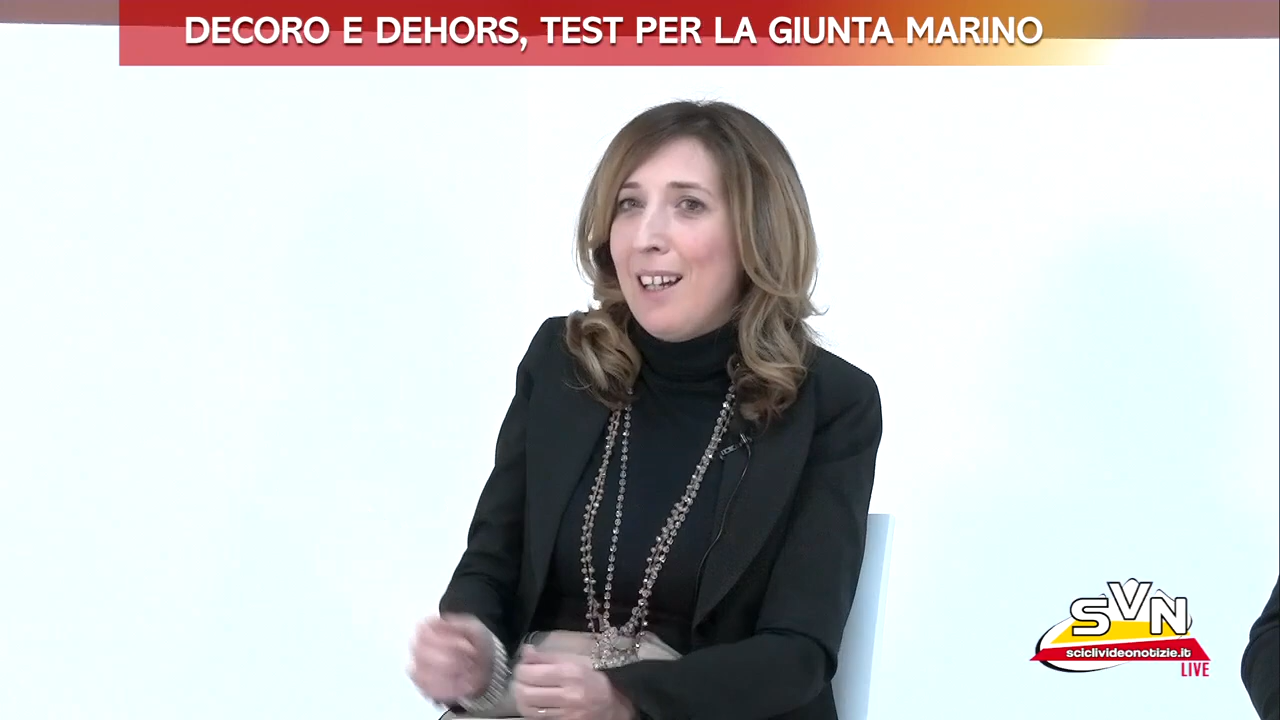 DECORO E DEHORS, TEST PER LA GIUNTA MARINO
SVN
sciclivideonotizie.it
LIVE